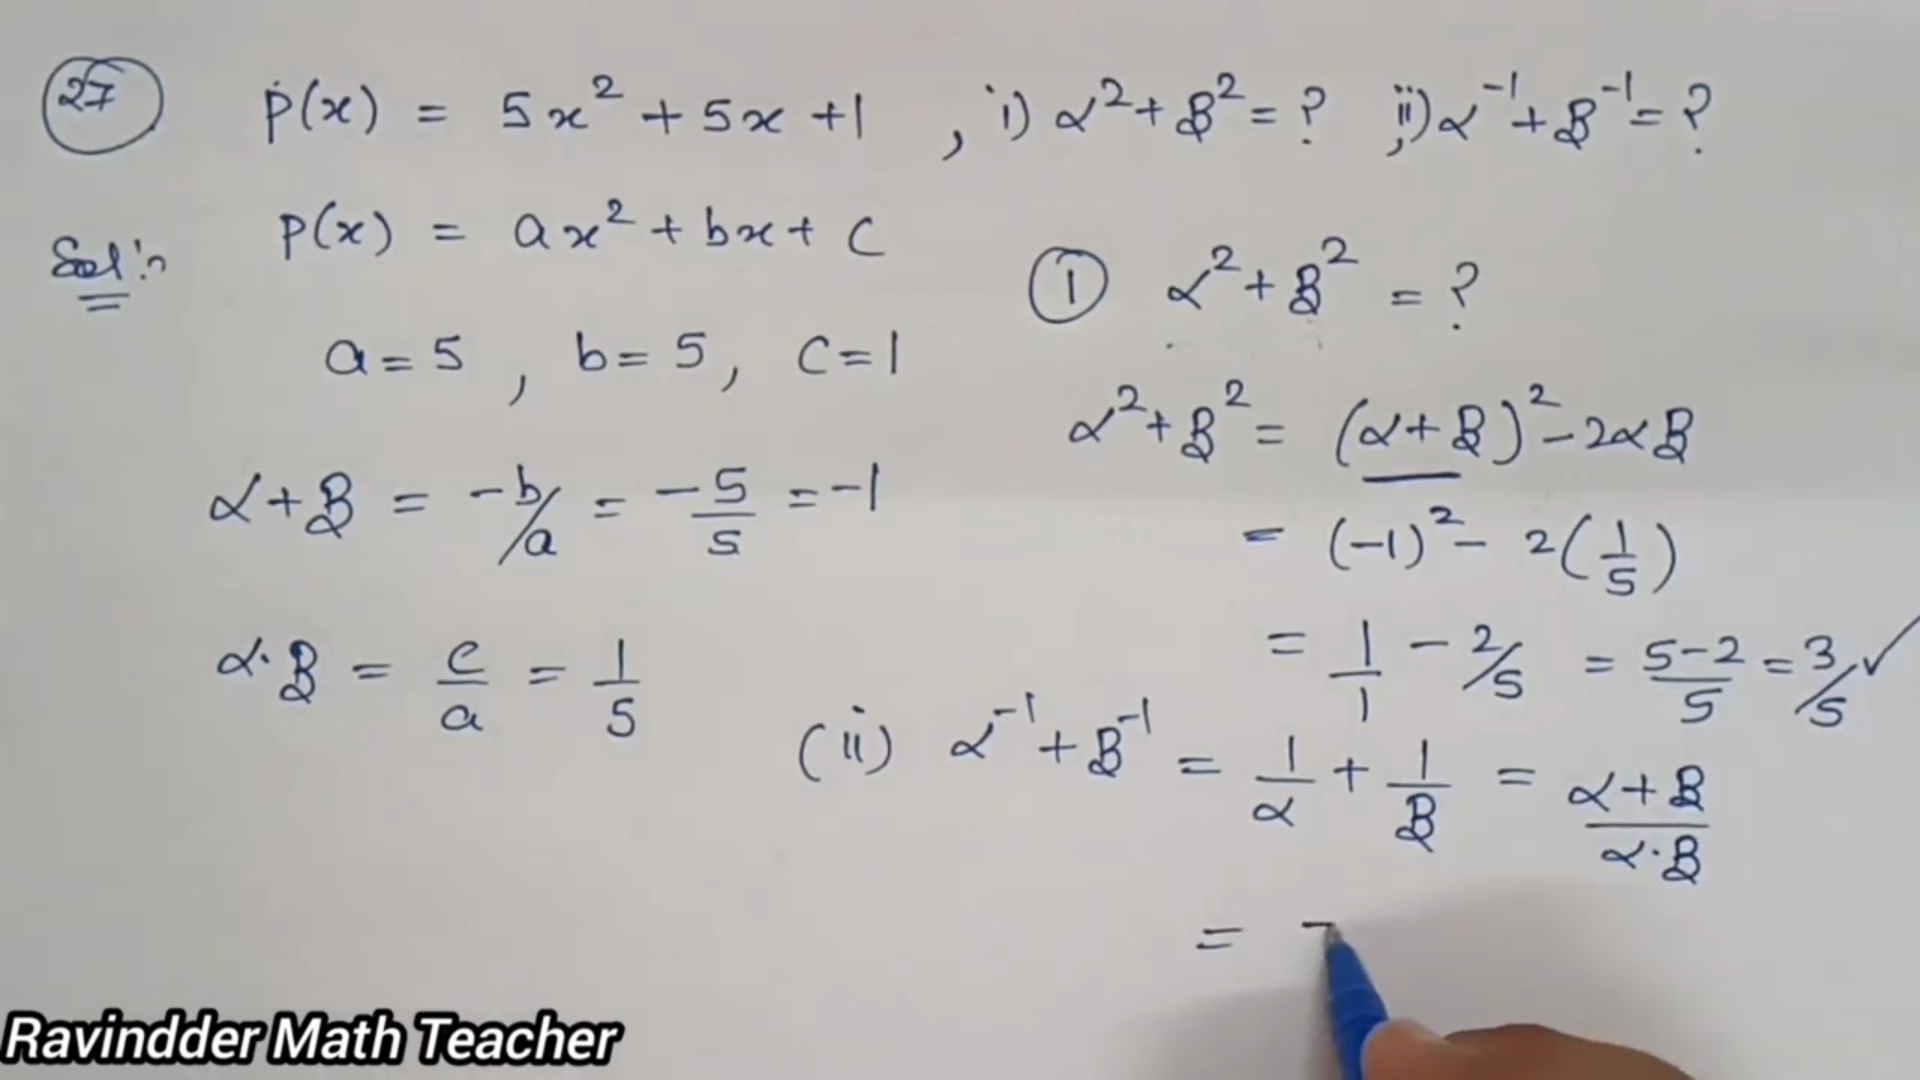 27 p(x) = 5x² + 5x + 1 , i) α² + β² = ? ; ii) α⁻¹ + β⁻¹ = ?
Sol'n p(x) = ax² + bx + c
a = 5 , b = 5 , c = 1
α + β = -b/a = -5/5 = -1
α·β = c/a = 1/5
1 α² + β² = ?
α² + β² = (α + β)² - 2αβ
= (-1)² - 2(1/5)
= 1/1 - 2/5 = 5-2/5 = 3/5 ✓
(ii) α⁻¹ + β⁻¹ = 1/α + 1/β = α+β/α·β
= -
Ravindder Math Teacher